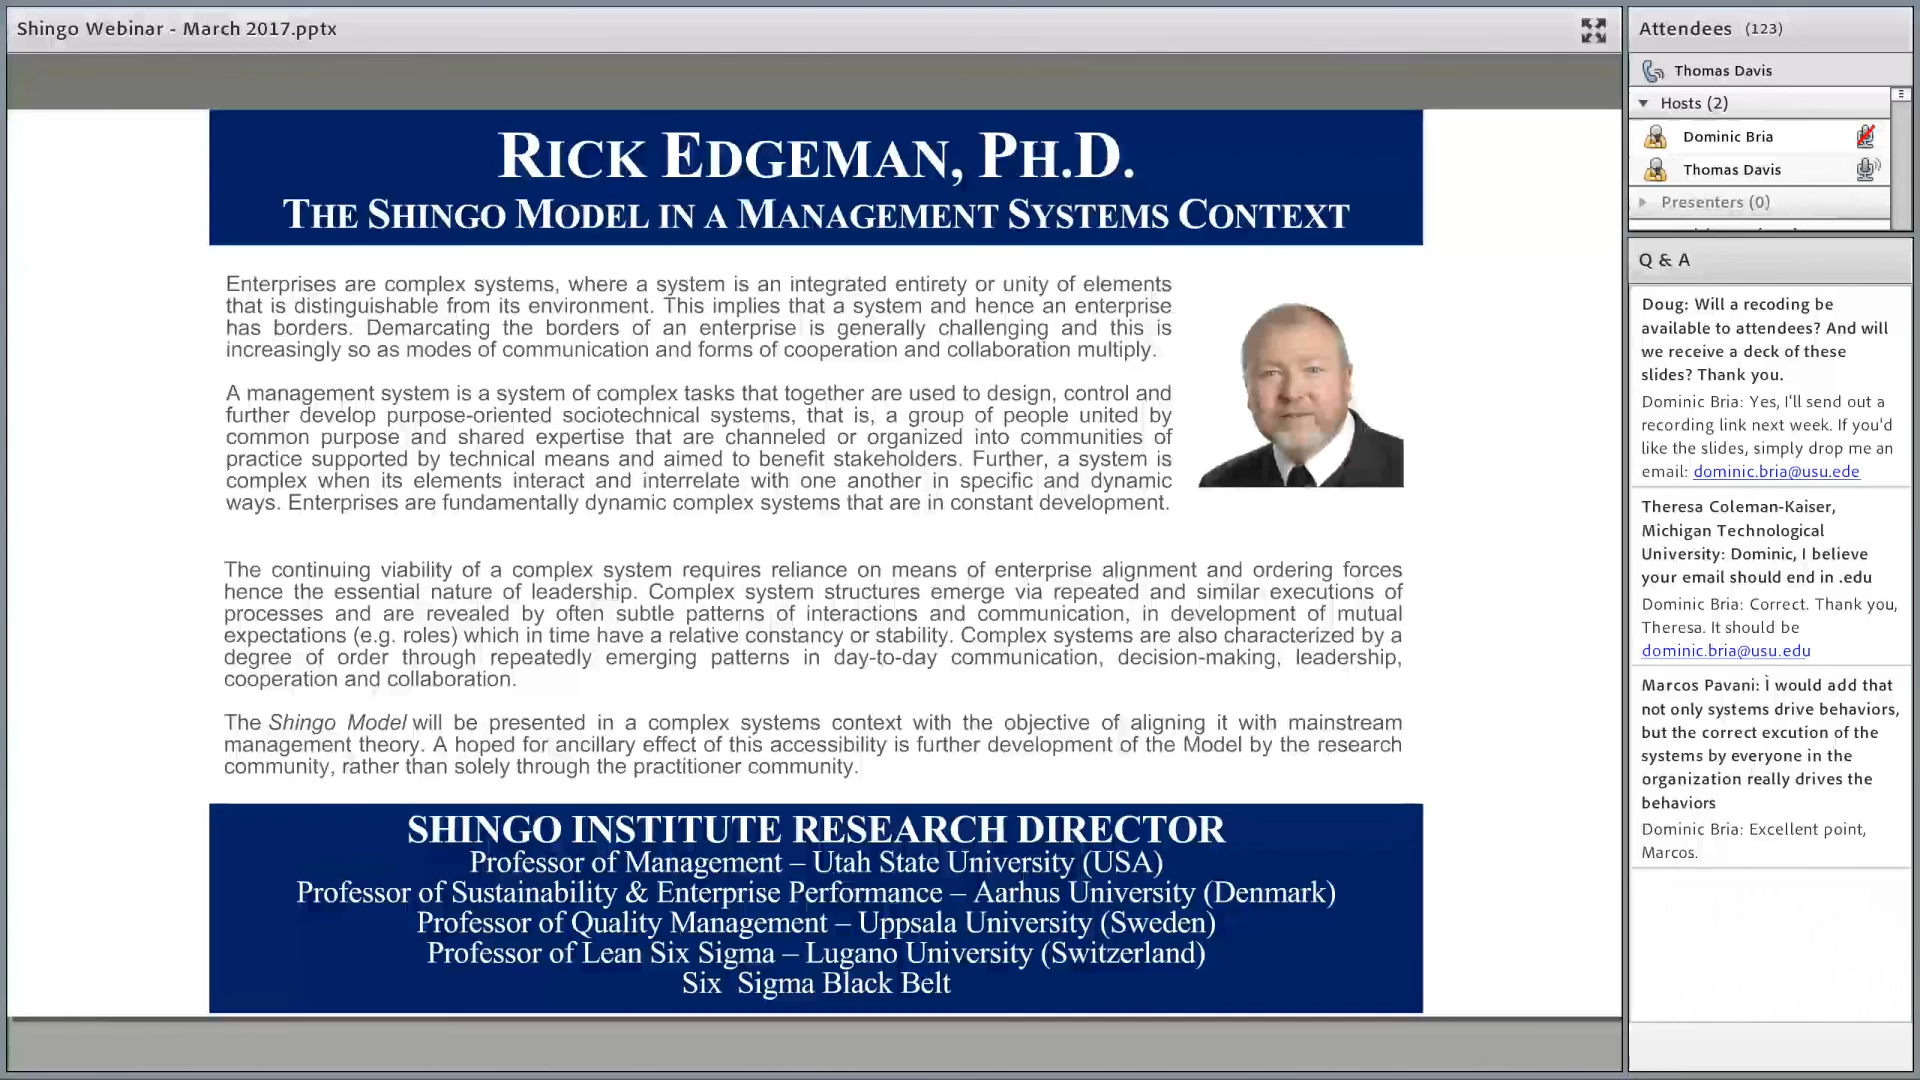 Shingo Webinar - March 2017.pptx
RICK EDGEMAN, PH.D.
THE SHINGO MODEL IN A MANAGEMENT SYSTEMS CONTEXT
Enterprises are complex systems, where a system is an integrated entirety or unity of elements
that is distinguishable from its environment. This implies that a system and hence an enterprise
has borders. Demarcating the borders of an enterprise is generally challenging and this is
increasingly so as modes of communication and forms of cooperation and collaboration multiply.
A management system is a system of complex tasks that together are used to design, control and
further develop purpose-oriented sociotechnical systems, that is, a group of people united by
common purpose and shared expertise that are channeled or organized into communities of
practice supported by technical means and aimed to benefit stakeholders. Further, a system is
complex when its elements interact and interrelate with one another in specific and dynamic
ways. Enterprises are fundamentally dynamic complex systems that are in constant development.
The continuing viability of a complex system requires reliance on means of enterprise alignment and ordering forces
hence the essential nature of leadership. Complex system structures emerge via repeated and similar executions of
processes and are revealed by often subtle patterns of interactions and communication, in development of mutual
expectations (e.g. roles) which in time have a relative constancy or stability. Complex systems are also characterized by a
degree of order through repeatedly emerging patterns in day-to-day communication, decision-making, leadership,
cooperation and collaboration.
The Shingo Model will be presented in a complex systems context with the objective of aligning it with mainstream
management theory. A hoped for ancillary effect of this accessibility is further development of the Model by the research
community, rather than solely through the practitioner community.
SHINGO INSTITUTE RESEARCH DIRECTOR
Professor of Management – Utah State University (USA)
Professor of Sustainability & Enterprise Performance – Aarhus University (Denmark)
Professor of Quality Management – Uppsala University (Sweden)
Professor of Lean Six Sigma – Lugano University (Switzerland)
Six Sigma Black Belt
Attendees (123)
Thomas Davis
Hosts (2)
Dominic Bria
Thomas Davis
Presenters (0)
Q & A
Doug: Will a recoding be
available to attendees? And will
we receive a deck of these
slides? Thank you.
Dominic Bria: Yes, I'll send out a
recording link next week. If you'd
like the slides, simply drop me an
email: dominic.bria@usu.ede
Theresa Coleman-Kaiser,
Michigan Technological
University: Dominic, I believe
your email should end in .edu
Dominic Bria: Correct. Thank you,
Theresa. It should be
dominic.bria@usu.edu
Marcos Pavani: Ì would add that
not only systems drive behaviors,
but the correct excution of the
systems by everyone in the
organization really drives the
behaviors
Dominic Bria: Excellent point,
Marcos.